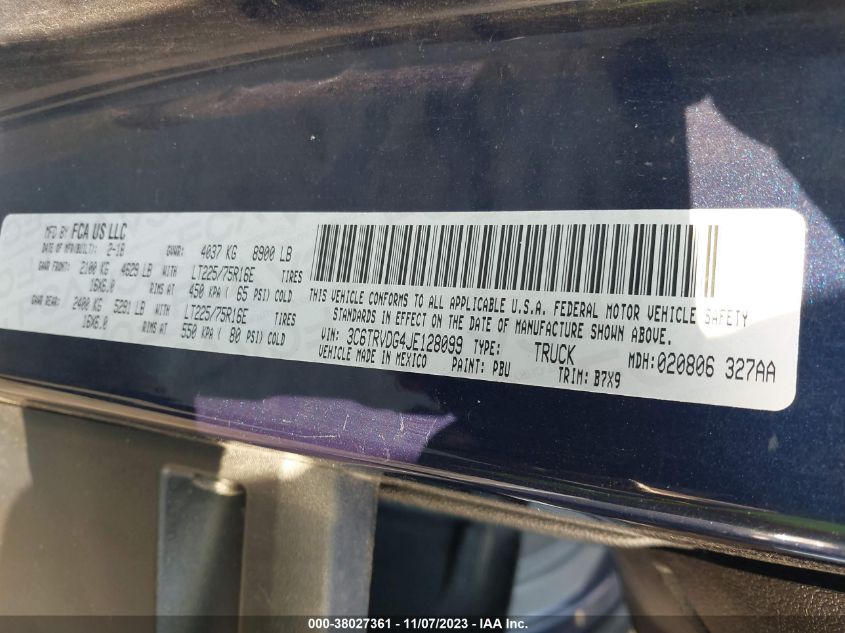 MFD BY FCA US LLC
DATE OF MFR(BUILT): 2-18 GVWR: 4037 KG 8900 LB
GAWR FRONT: 2100 KG 4629 LB WITH LT225/75R16E TIRES
16X6.0 RIMS AT 450 KPA ( 65 PSI) COLD
GAWR REAR: 2400 KG 5291 LB WITH LT225/75R16E TIRES
16X6.0 RIMS AT 550 KPA ( 80 PSI) COLD
THIS VEHICLE CONFORMS TO ALL APPLICABLE U.S.A. FEDERAL MOTOR VEHICLE SAFETY
STANDARDS IN EFFECT ON THE DATE OF MANUFACTURE SHOWN ABOVE.
VIN: 3C6TRVDG4JE128099 TYPE: TRUCK MDH: 020806 327AA
VEHICLE MADE IN MEXICO PAINT: PBU TRIM: B7X9
000-38027361 - 11/07/2023 - IAA Inc.